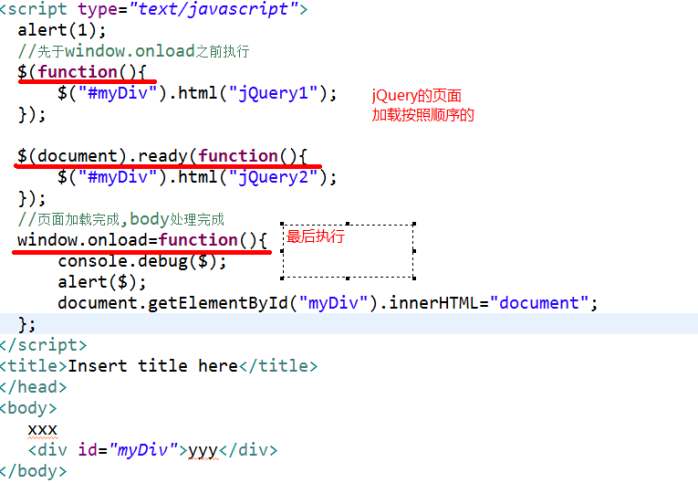 <script type="text/javascript">
alert(1);
//先于window.onload之前执行
$(function(){
$("#myDiv").html("jQuery1");
jQuery的页面
加载按照顺序的
});
$(document).ready(function(){
$("#myDiv").html("jQuery2");
});
//页面加载完成,body处理完成
window.onload=function(){
最后执行
console.debug($);
alert($);
document.getElementById("myDiv").innerHTML="document";
};
</script>
<title>Insert title here</title>
</head>
<body>
xxx
<div id="myDiv">yyy</div>
</body>